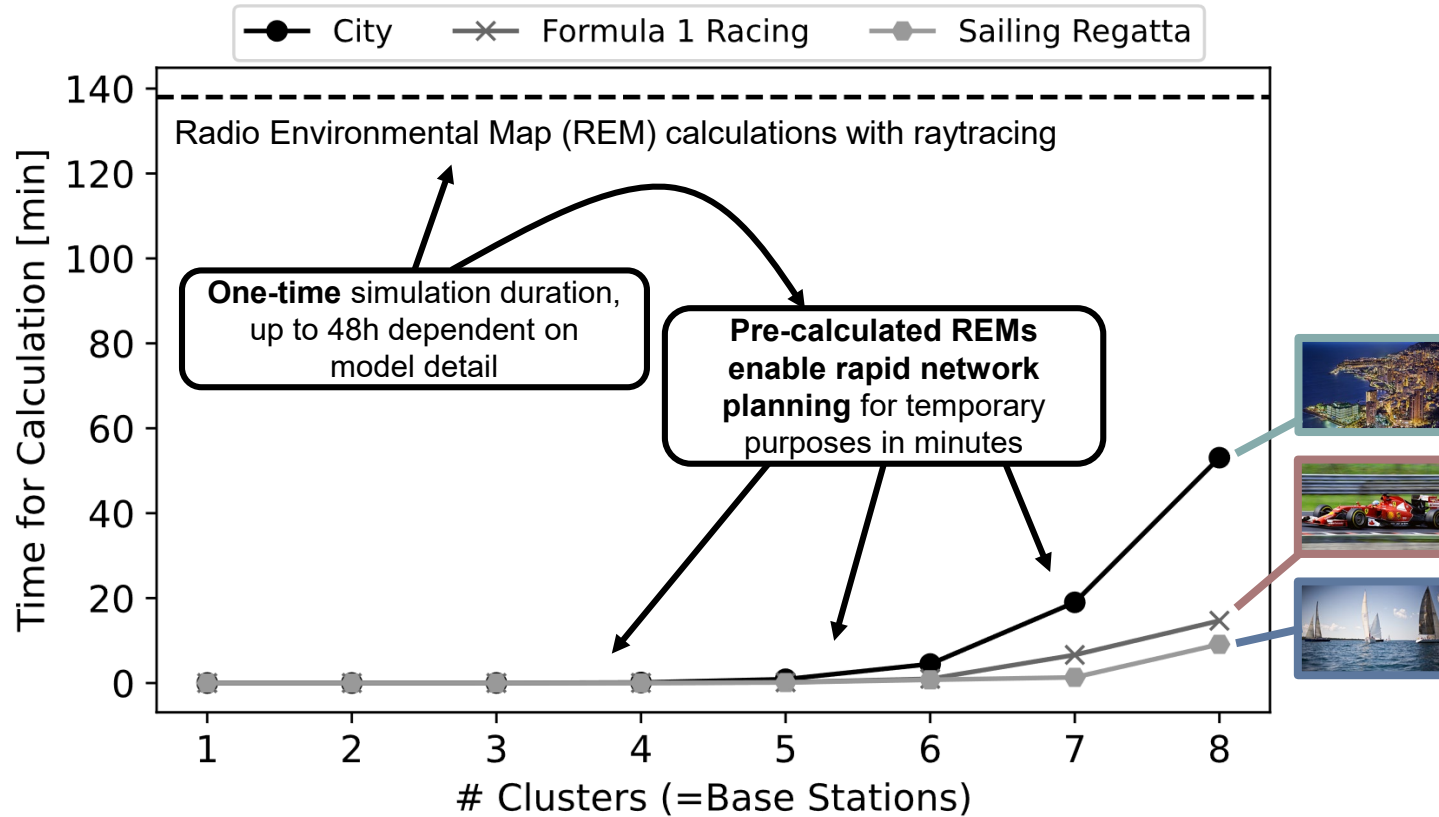 City
Formula 1 Racing
Sailing Regatta
Time for Calculation [min]
140
120
100
80
60
40
20
0
Radio Environmental Map (REM) calculations with raytracing
One-time simulation duration,
up to 48h dependent on
model detail
Pre-calculated REMs
enable rapid network
planning for temporary
purposes in minutes
1 2 3 4 5 6 7 8
# Clusters (=Base Stations)